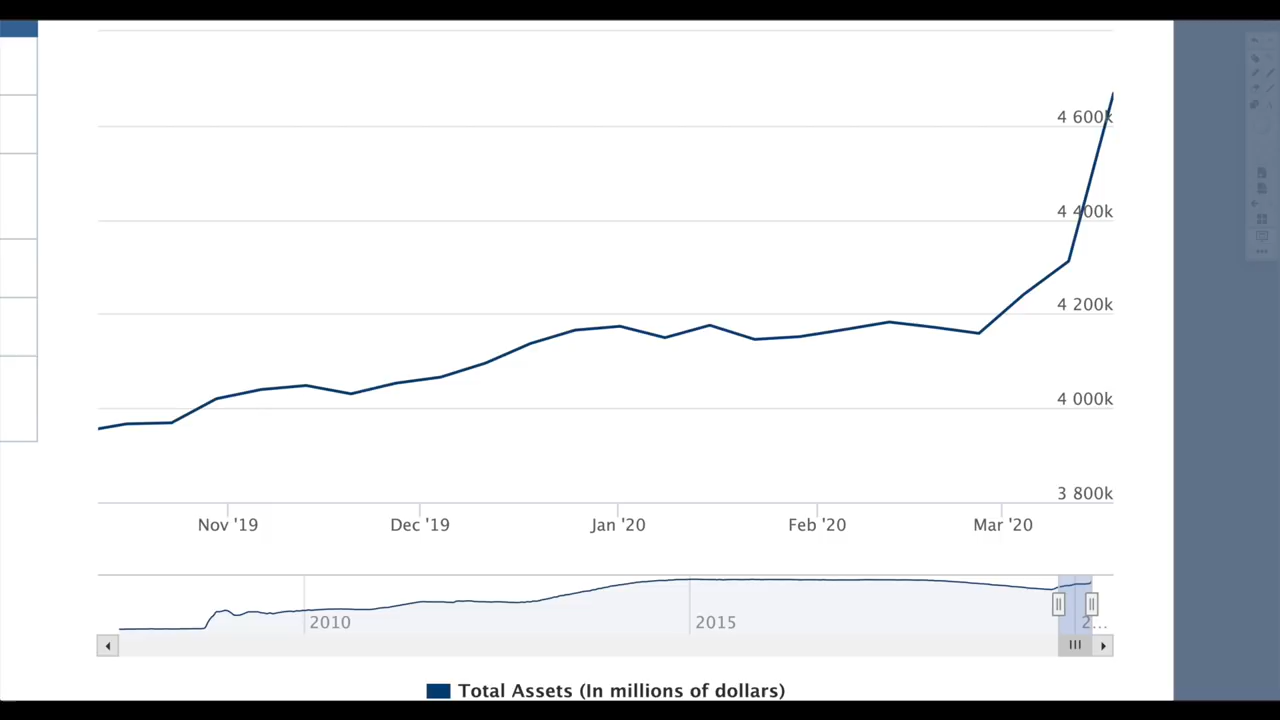 4 600k
4 400k
4 200k
4 000k
3 800k
Nov '19 Dec '19 Jan '20 Feb '20 Mar '20
2010 2015 2...
Total Assets (In millions of dollars)